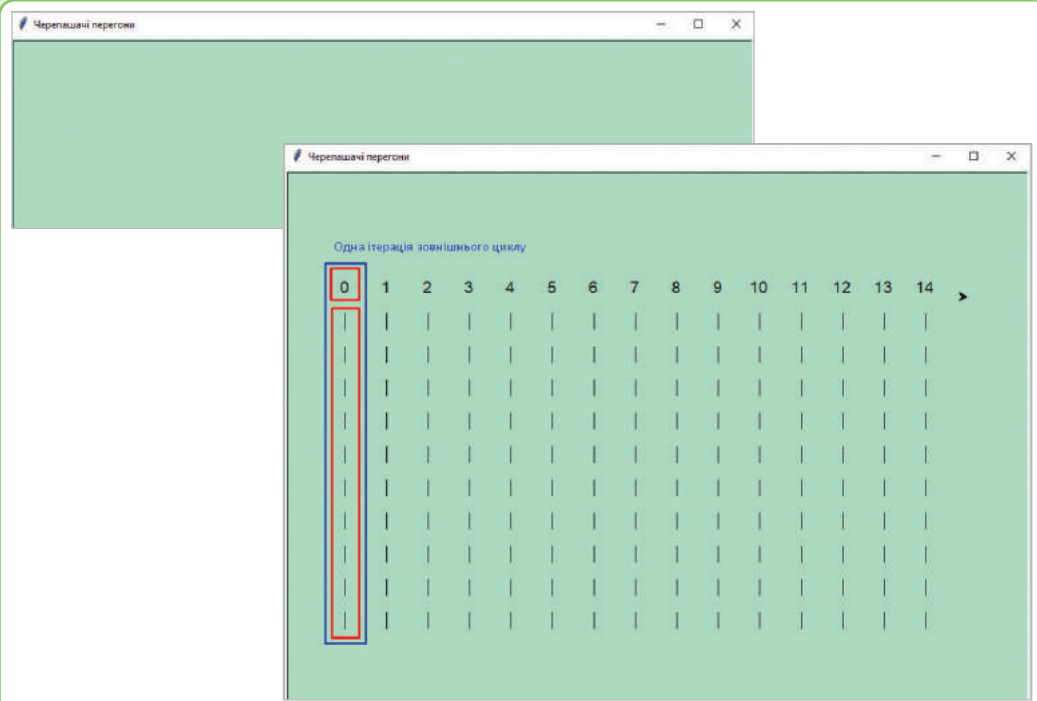 Черепашачі перегони
Черепашачі перегони
Одна ітерація зовнішнього циклу
0 1 2 3 4 5 6 7 8 9 10 11 12 13 14